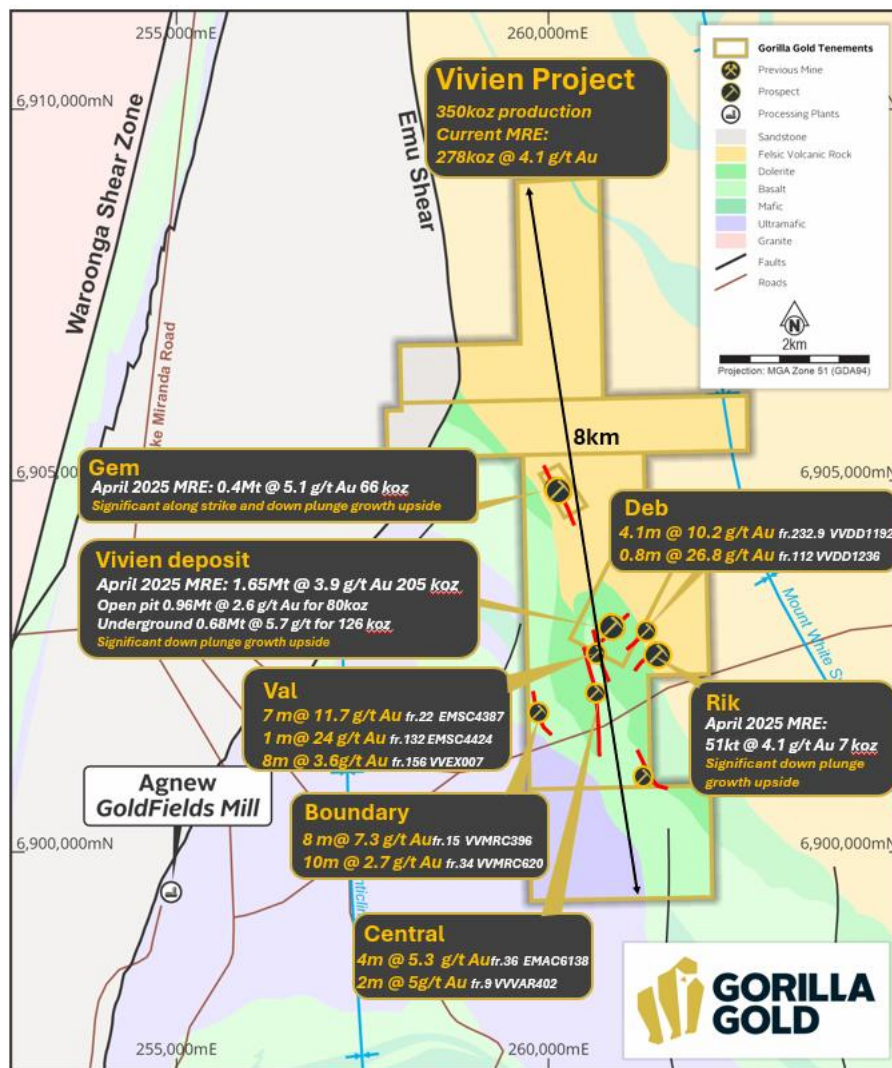 255,000mE
260,000mE
6,910,000mN
Waroonga Shear Zone
Emu Shear
Vivien Project
350koz production
Current MRE:
278koz @ 4.1 g/t Au
Gorilla Gold Tenements
Previous Mine
Prospect
Processing Plants
Sandstone
Felsic Volcanic Rock
Dolerite
Basalt
Mafic
Ultramafic
Granite
Faults
Roads
N
2km
Projection: MGA Zone 51 (GDA94)
ke Miranda Road
8km
6,905,000mN
6,905,000mN
Gem
April 2025 MRE: 0.4Mt @ 5.1 g/t Au 66 koz
Significant along strike and down plunge growth upside
Deb
4.1m @ 10.2 g/t Au fr.232.9 VVDD1192
0.8m @ 26.8 g/t Au fr.112 VVDD1236
Vivien deposit
April 2025 MRE: 1.65Mt @ 3.9 g/t Au 205 koz
Open pit 0.96Mt @ 2.6 g/t Au for 80koz
Underground 0.68Mt @ 5.7 g/t for 126 koz
Significant down plunge growth upside
Mount White Sy
Val
7 m@ 11.7 g/t Au fr.22 EMSC4387
1 m@ 24 g/t Au fr.132 EMSC4424
8m @ 3.6g/t Au fr.156 VVEX007
Rik
April 2025 MRE:
51kt @ 4.1 g/t Au 7 koz
Significant down plunge
growth upside
Agnew
GoldFields Mill
Boundary
8 m@ 7.3 g/t Au fr.15 VVMRC396
10m @ 2.7 g/t Au fr.34 VVMRC620
6,900,000mN
6,900,000mN
nticlin
Central
4m @ 5.3 g/t Au fr.36 EMAC6138
2m @ 5g/t Au fr.9 VVVAR402
GORILLA
GOLD
255,000mE
260,000mE